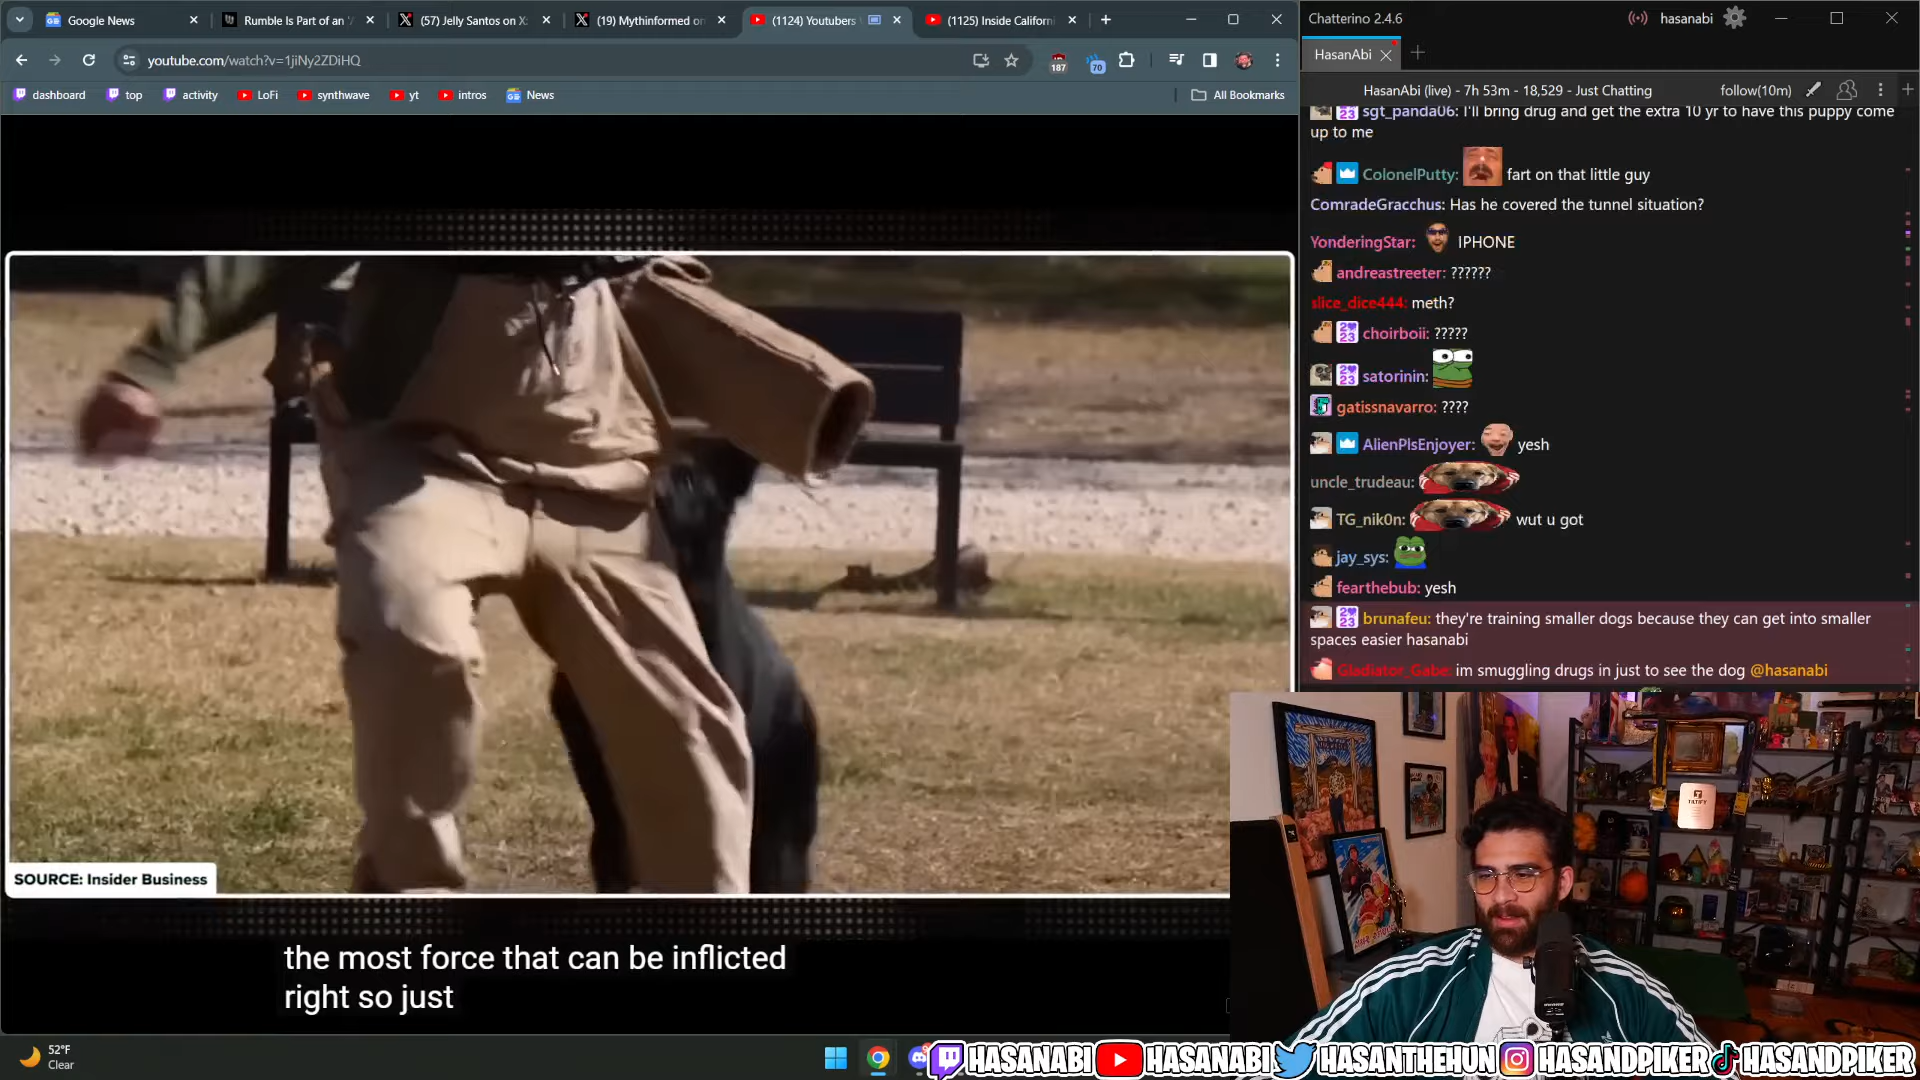 Google News
Rumble Is Part of an '
(57) Jelly Santos on X:
(19) Mythinformed on
(1124) Youtubers
(1125) Inside Californi
youtube.com/watch?v=1jiNy2ZDiHQ
187
70
dashboard
top
activity
LoFi
synthwave
yt
intros
News
All Bookmarks
SOURCE: Insider Business
the most force that can be inflicted
right so just
52°F
Clear
Chatterino 2.4.6
hasanabi
HasanAbi
HasanAbi (live) - 7h 53m - 18,529 - Just Chatting
follow(10m)
sgt_panda06: I'll bring drug and get the extra 10 yr to have this puppy come
up to me
ColonelPutty: fart on that little guy
ComradeGracchus: Has he covered the tunnel situation?
YonderingStar: IPHONE
andreastreeter: ??????
slice_dice444: meth?
choirboii: ?????
satorinin:
gatissnavarro: ????
AlienPlsEnjoyer: yesh
uncle_trudeau:
TG_nik0n: wut u got
jay_sys:
fearthebub: yesh
brunafeu: they're training smaller dogs because they can get into smaller
spaces easier hasanabi
Gladiator_Gabe: im smuggling drugs in just to see the dog @hasanabi
HASANABI HASANABI HASANTHEHUN HASANDPIKER HASANDPIKER